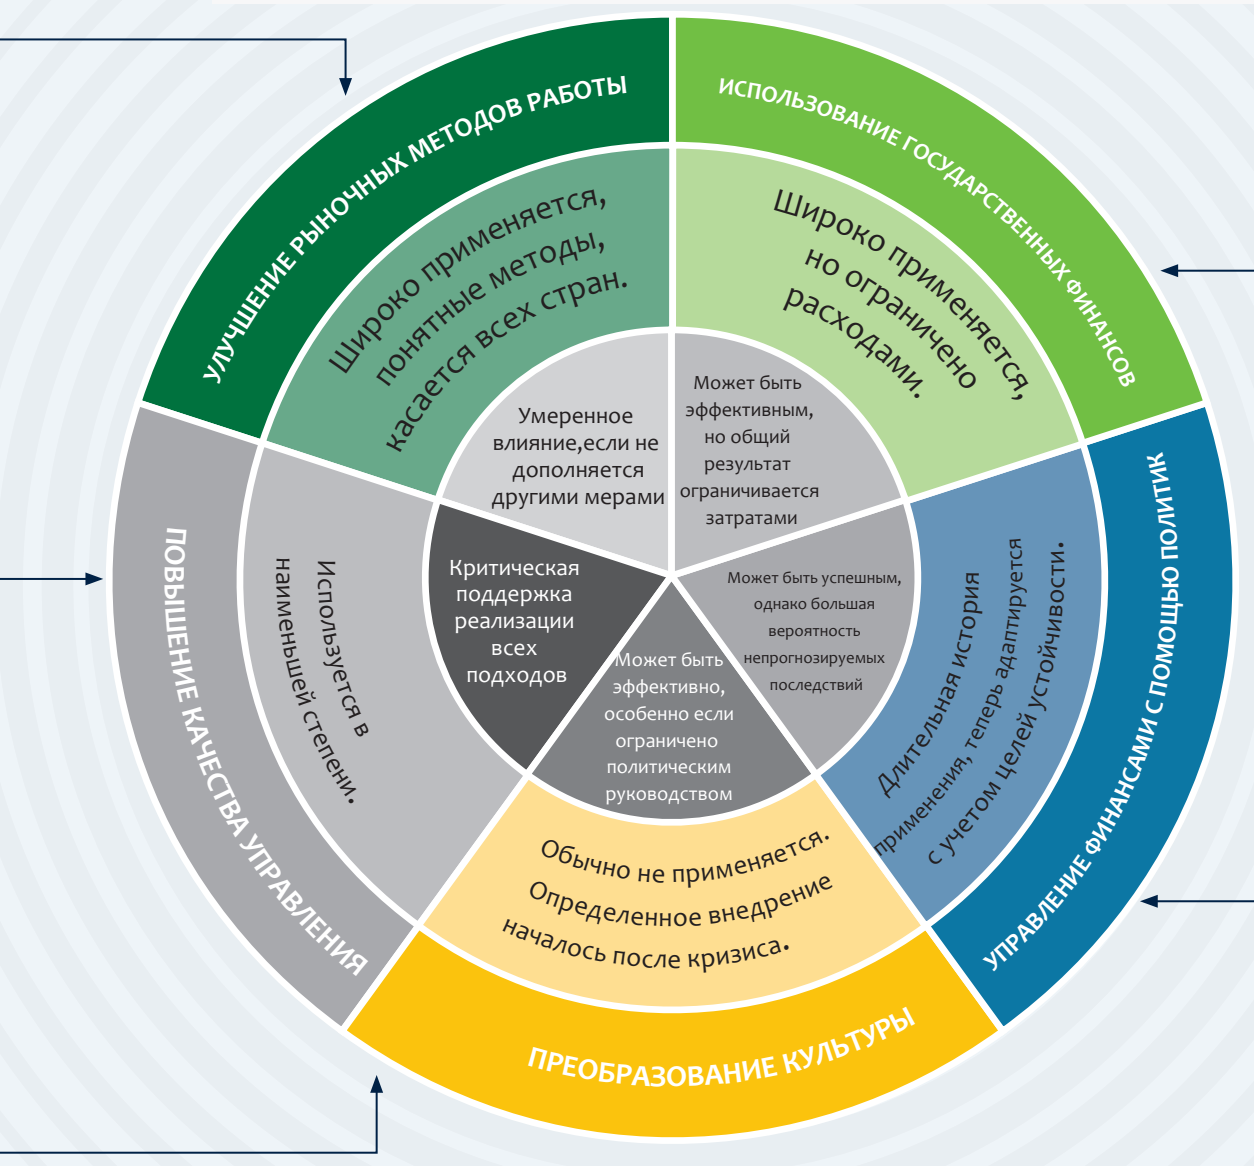 УЛУЧШЕНИЕ РЫНОЧНЫХ МЕТОДОВ РАБОТЫ
Широко применяется,
понятные методы,
касается всех стран.
Умеренное
влияние,если не
дополняется
другими мерами
ИСПОЛЬЗОВАНИЕ ГОСУДАРСТВЕННЫХ ФИНАНСОВ
Широко применяется,
но ограничено
расходами.
Может быть
эффективным,
но общий
результат
ограничивается
затратами
УПРАВЛЕНИЕ ФИНАНСАМИ С ПОМОЩЬЮ ПОЛИТИК
Длительная история
применения, теперь адаптируется
с учетом целей устойчивости.
Может быть успешным,
однако большая
вероятность
непрогнозируемых
последствий
ПРЕОБРАЗОВАНИЕ КУЛЬТУРЫ
Обычно не применяется.
Определенное внедрение
началось после кризиса.
Может быть
эффективно,
особенно если
ограничено
политическим
руководством
ПОВЫШЕНИЕ КАЧЕСТВА УПРАВЛЕНИЯ
Используется в
наименьшей степени.
Критическая
поддержка
реализации
всех
подходов